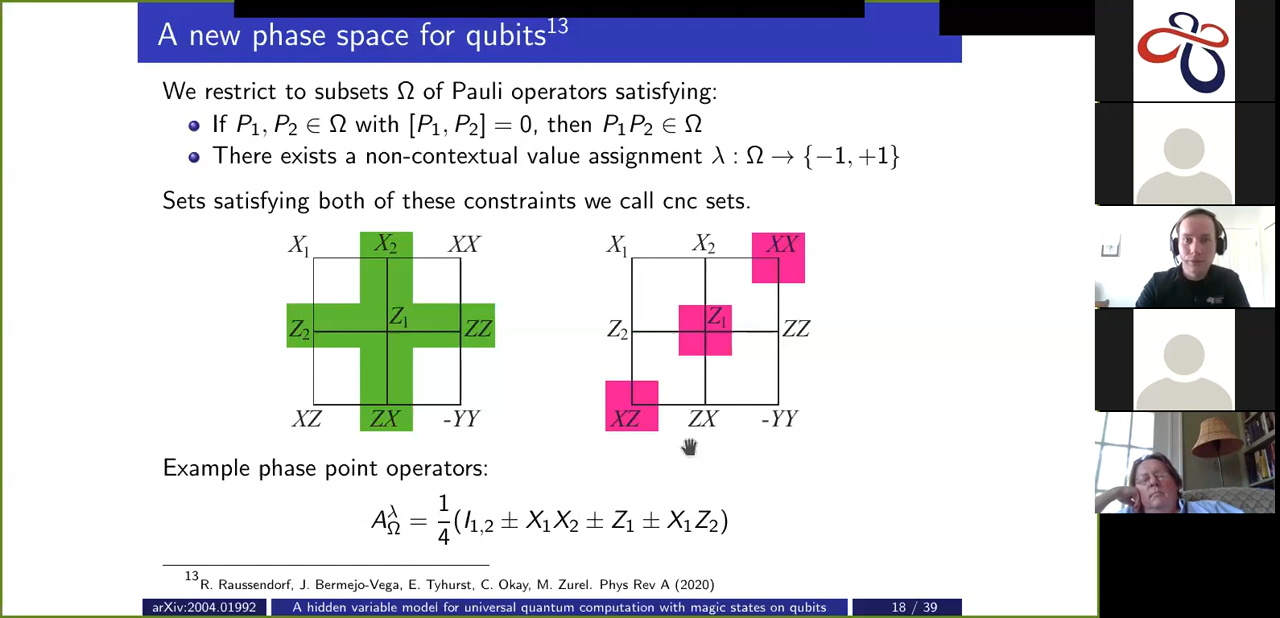 A new phase space for qubits¹³
We restrict to subsets Ω of Pauli operators satisfying:
If P₁, P₂ ∈ Ω with [P₁, P₂] = 0, then P₁P₂ ∈ Ω
There exists a non-contextual value assignment λ : Ω → {−1, +1}
Sets satisfying both of these constraints we call cnc sets.
X₁ X₂ XX X₁ X₂ XX
Z₂ Z₁ ZZ Z₂ Z₁ ZZ
XZ ZX -YY XZ ZX -YY
Example phase point operators:
A_Ω^λ = 1/4 (I₁,₂ ± X₁X₂ ± Z₁ ± X₁Z₂)
¹³R. Raussendorf, J. Bermejo-Vega, E. Tyhurst, C. Okay, M. Zurel. Phys Rev A (2020)
arXiv:2004.01992 A hidden variable model for universal quantum computation with magic states on qubits 18 / 39